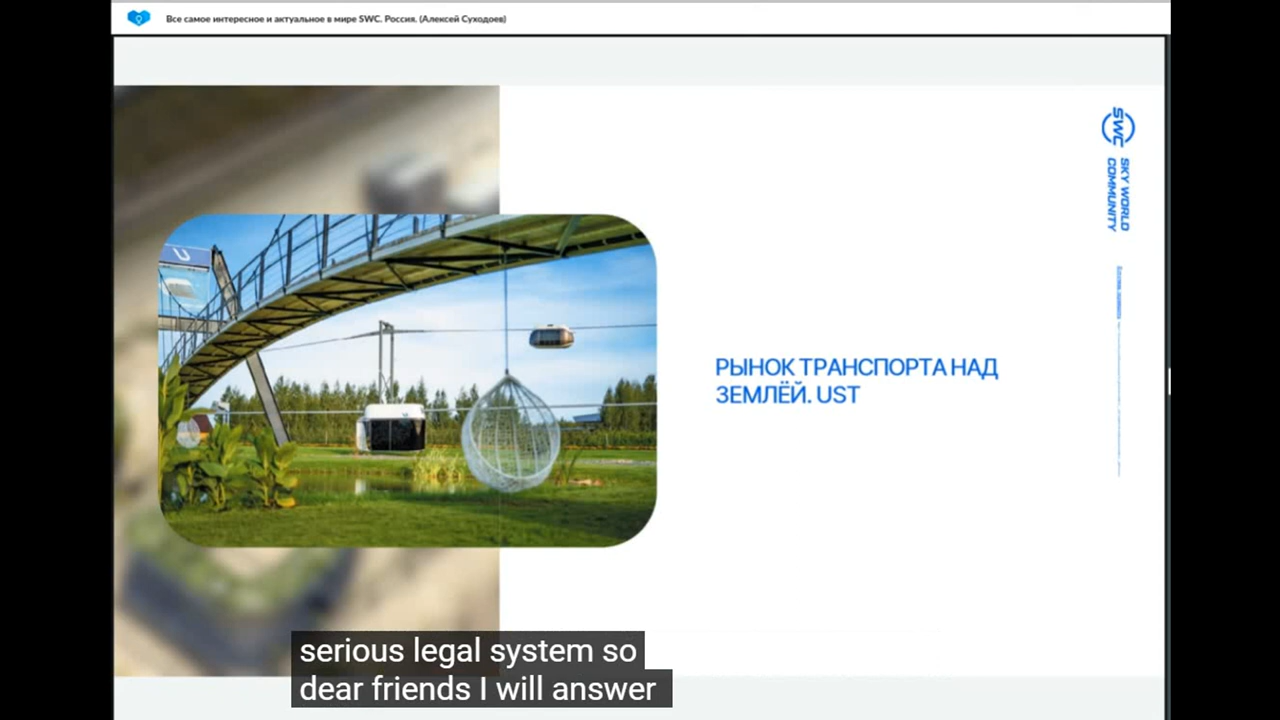 Все самое интересное и актуальное в мире SWC. Россия. (Алексей Суходоев)
SWC
SKY WORLD
COMMUNITY
U
РЫНОК ТРАНСПОРТА НАД
ЗЕМЛЁЙ. UST
serious legal system so
dear friends I will answer